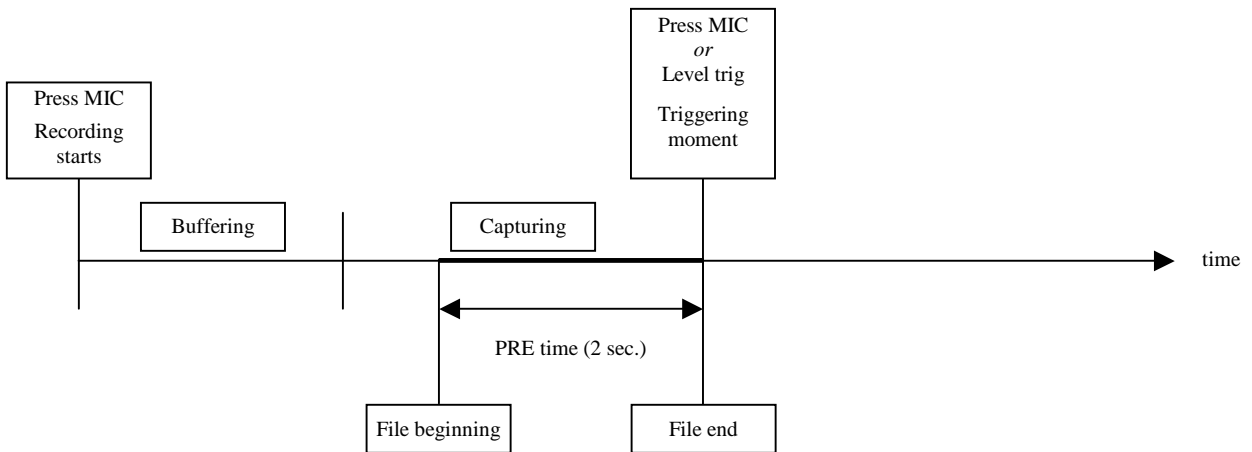 Press MIC
or
Level trig
Triggering
moment
Press MIC
Recording
starts
Buffering
Capturing
time
PRE time (2 sec.)
File beginning
File end